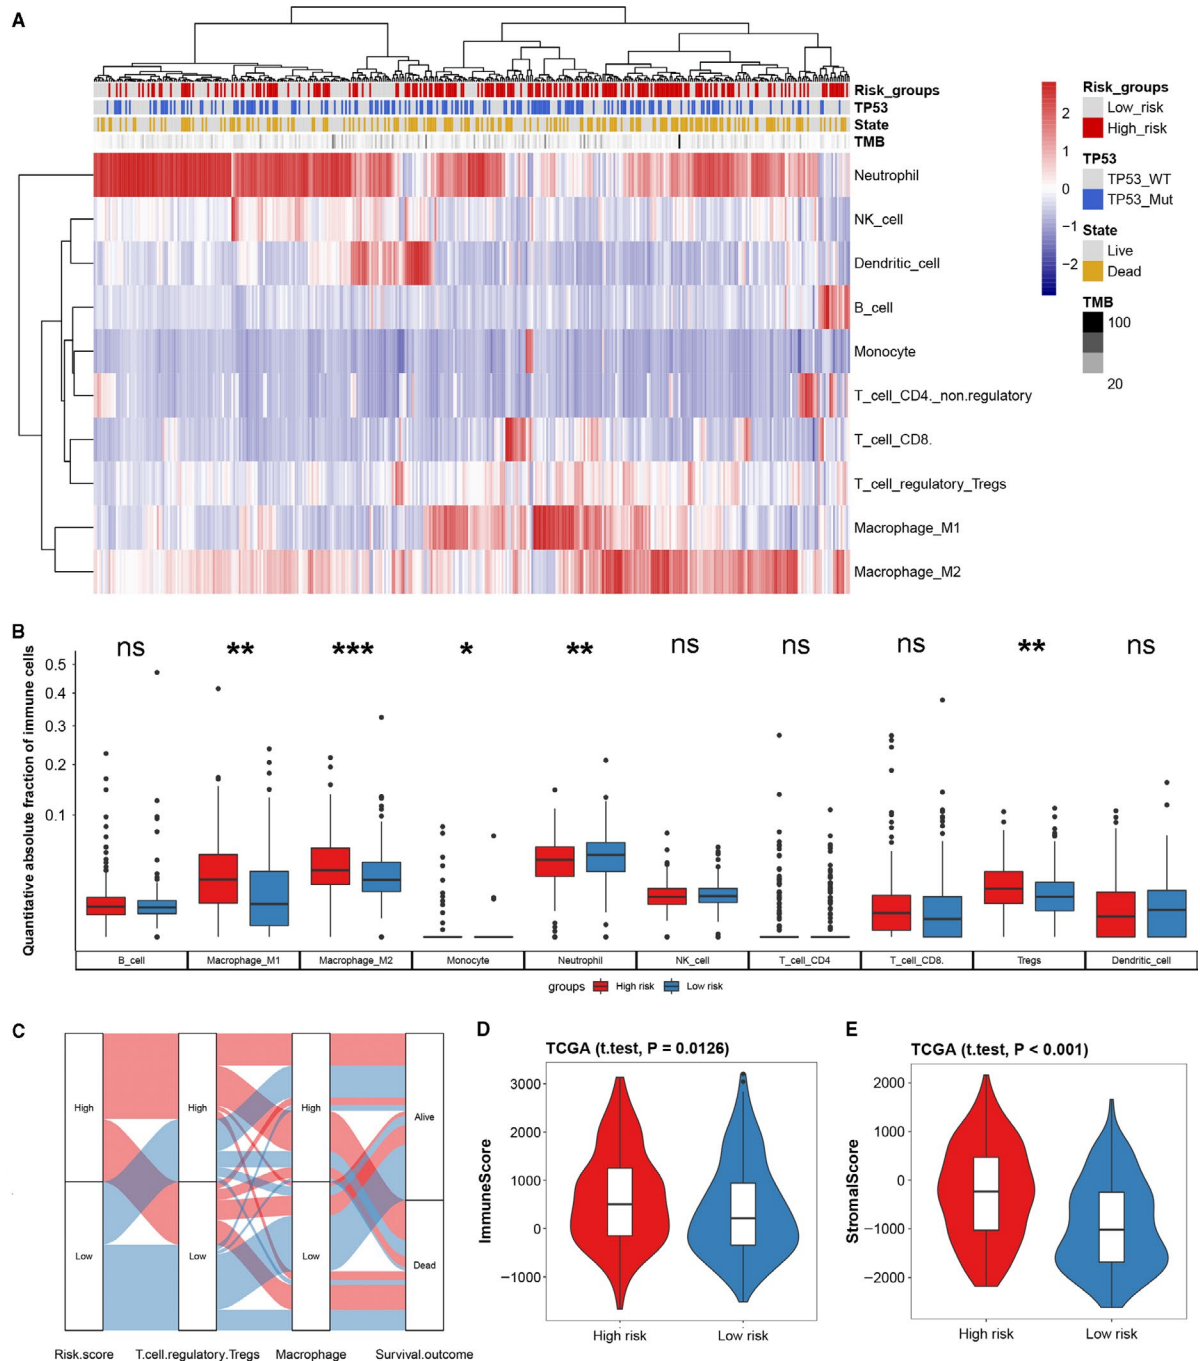 A
Risk_groups
TP53
State
TMB
Neutrophil
NK_cell
Dendritic_cell
B_cell
Monocyte
T_cell_CD4._non.regulatory
T_cell_CD8.
T_cell_regulatory_Tregs
Macrophage_M1
Macrophage_M2
2
1
0
−1
−2
Risk_groups
Low_risk
High_risk
TP53
TP53_WT
TP53_Mut
State
Live
Dead
TMB
100
20
B
ns ** *** * ** ns ns ns ** ns
Quantitative absolute fraction of immune cells
0.5
0.4
0.3
0.2
0.1
B_cell Macrophage_M1 Macrophage_M2 Monocyte Neutrophil NK_cell T_cell_CD4 T_cell_CD8. Tregs Dendritic_cell
groups High risk Low risk
C
High High High Alive
Low Low Low Dead
Risk.score T.cell.regulatory.Tregs Macrophage Survival.outcome
D
TCGA (t.test, P = 0.0126)
ImmuneScore
3000
2000
1000
0
−1000
High risk Low risk
E
TCGA (t.test, P < 0.001)
StromalScore
2000
1000
0
−1000
−2000
High risk Low risk